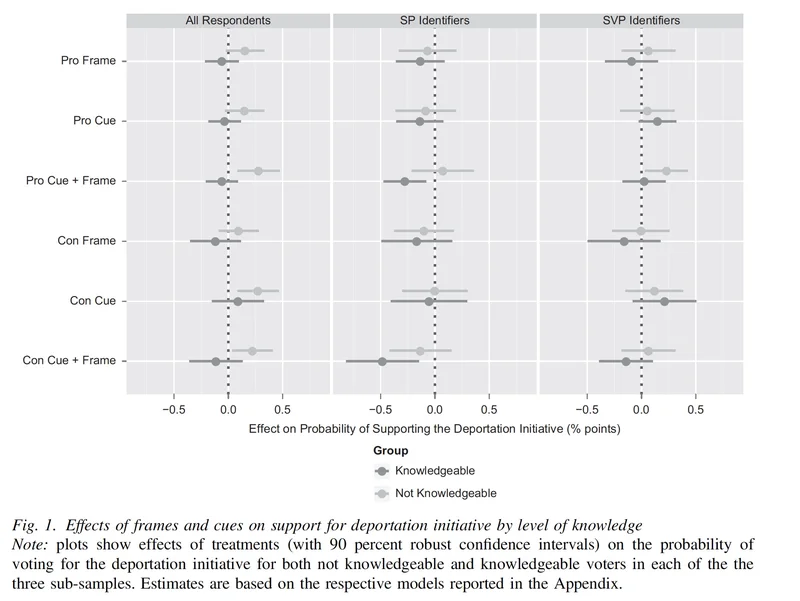 All Respondents SP Identifiers SVP Identifiers
Pro Frame
Pro Cue
Pro Cue + Frame
Con Frame
Con Cue
Con Cue + Frame
−0.5 0.0 0.5 −0.5 0.0 0.5 −0.5 0.0 0.5
Effect on Probability of Supporting the Deportation Initiative (% points)
Group
Knowledgeable
Not Knowledgeable
Fig. 1. Effects of frames and cues on support for deportation initiative by level of knowledge
Note: plots show effects of treatments (with 90 percent robust confidence intervals) on the probability of
voting for the deportation initiative for both not knowledgeable and knowledgeable voters in each of the the
three sub-samples. Estimates are based on the respective models reported in the Appendix.